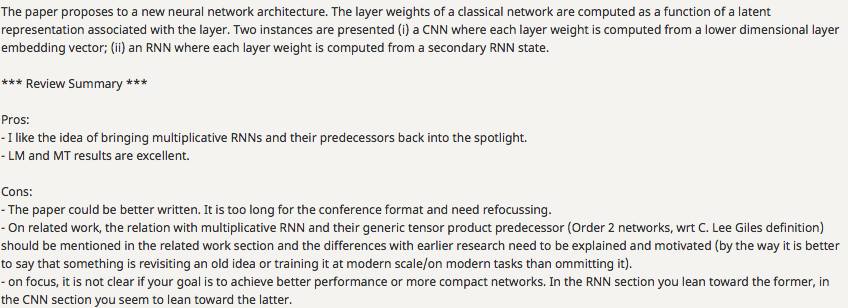 The paper proposes to a new neural network architecture. The layer weights of a classical network are computed as a function of a latent
representation associated with the layer. Two instances are presented (i) a CNN where each layer weight is computed from a lower dimensional layer
embedding vector; (ii) an RNN where each layer weight is computed from a secondary RNN state.
*** Review Summary ***
Pros:
- I like the idea of bringing multiplicative RNNs and their predecessors back into the spotlight.
- LM and MT results are excellent.
Cons:
- The paper could be better written. It is too long for the conference format and need refocussing.
- On related work, the relation with multiplicative RNN and their generic tensor product predecessor (Order 2 networks, wrt C. Lee Giles definition)
should be mentioned in the related work section and the differences with earlier research need to be explained and motivated (by the way it is better
to say that something is revisiting an old idea or training it at modern scale/on modern tasks than ommitting it).
- on focus, it is not clear if your goal is to achieve better performance or more compact networks. In the RNN section you lean toward the former, in
the CNN section you seem to lean toward the latter.